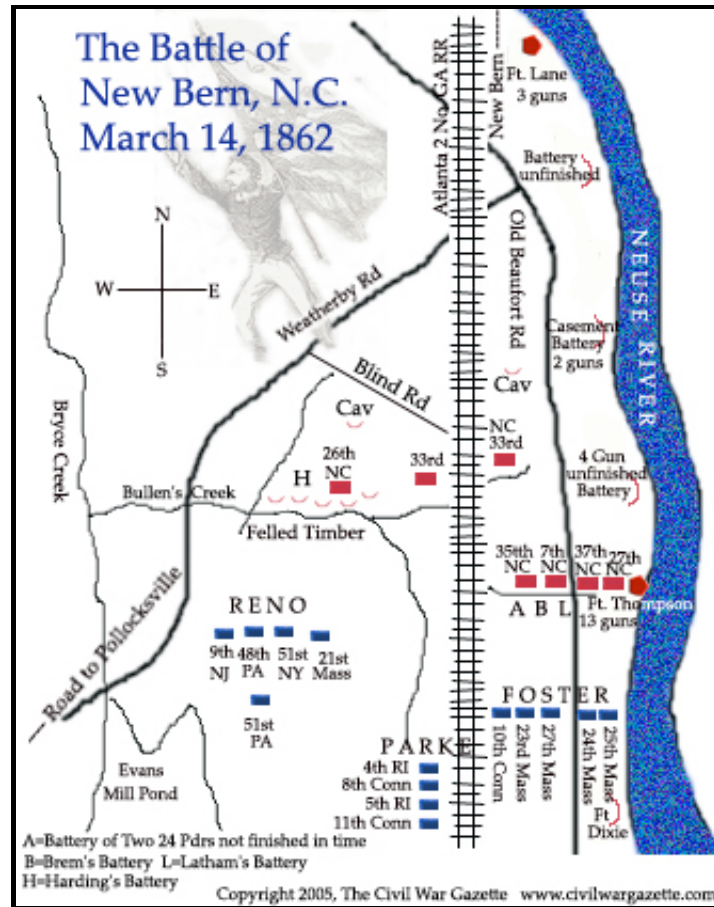 The Battle of
New Bern, N.C.
March 14, 1862
N
W
E
S
Atlanta 2 No. GA RR
New Bern
Ft. Lane
3 guns
Battery
unfinished
NEUSE RIVER
Old Beaufort Rd
Weatherby Rd
Casement
Battery
2 guns
Blind Rd
Cav
Cav
Bryce Creek
NC
33rd
26th
NC
33rd
H
4 Gun
unfinished
Battery
Bullen's Creek
Felled Timber
35tth
NC
7th
NC
37th
NC
27th
NC
A B L
Ft. Thompson
13 guns
Road to Pollocksville
RENO
9th
NJ
48th
PA
51st
NY
21st
Mass
51st
PA
FOSTER
10th Conn
23rd Mass
27th Mass
24th Mass
25th Mass
PARKE
4th RI
8th Conn
5th RI
11th Conn
Evans
Mill Pond
Ft
Dixie
A=Battery of Two 24 Pdrs not finished in time
B=Brem's Battery L=Latham's Battery
H=Harding's Battery
Copyright 2005, The Civil War Gazette www.civilwargazette.com